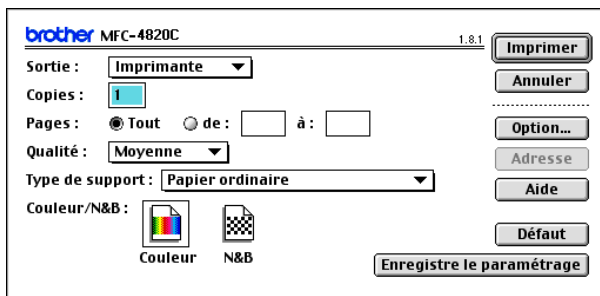 brother MFC-4820C 1.8.1
Imprimer
Sortie : Imprimante
Annuler
Copies : 1
Pages : Tout de : à :
Option...
Qualité : Moyenne
Adresse
Type de support : Papier ordinaire
Aide
Couleur/N&B :
Couleur N&B
Défaut
Enregistre le paramétrage